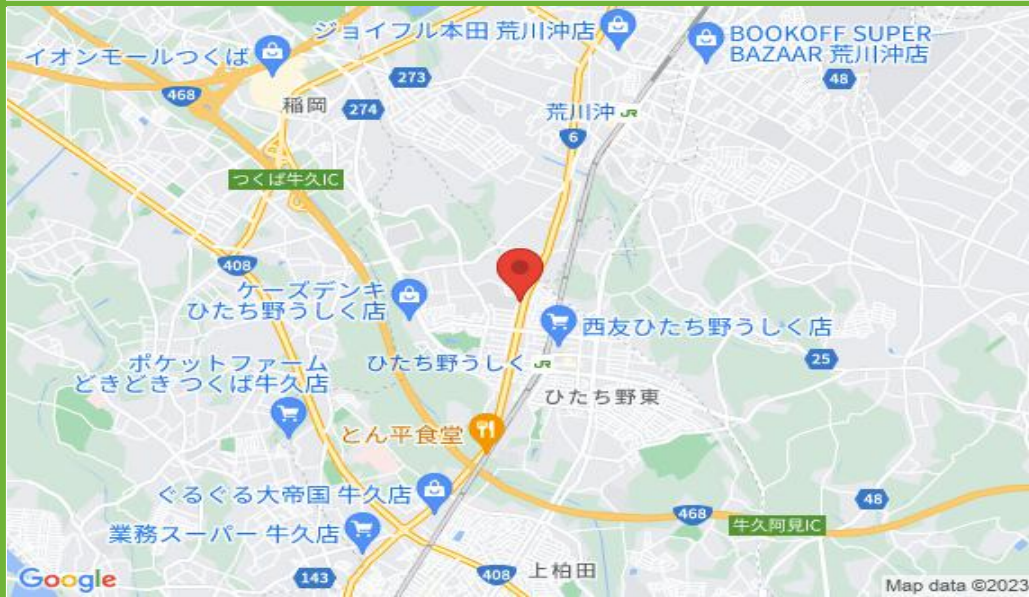 ジョイフル本田 荒川沖店
BOOKOFF SUPER
BAZAAR 荒川沖店
イオンモールつくば
273
48
468
稲岡
274
荒川沖
JR
6
つくば牛久IC
408
ケーズデンキ
ひたち野うしく店
西友ひたち野うしく店
ポケットファーム
どきどき つくば牛久店
ひたち野うしく
JR
25
ひたち野東
とん平食堂
ぐるぐる大帝国 牛久店
48
468
牛久阿見IC
業務スーパー 牛久店
143
408
上柏田
Google
Map data ©2023